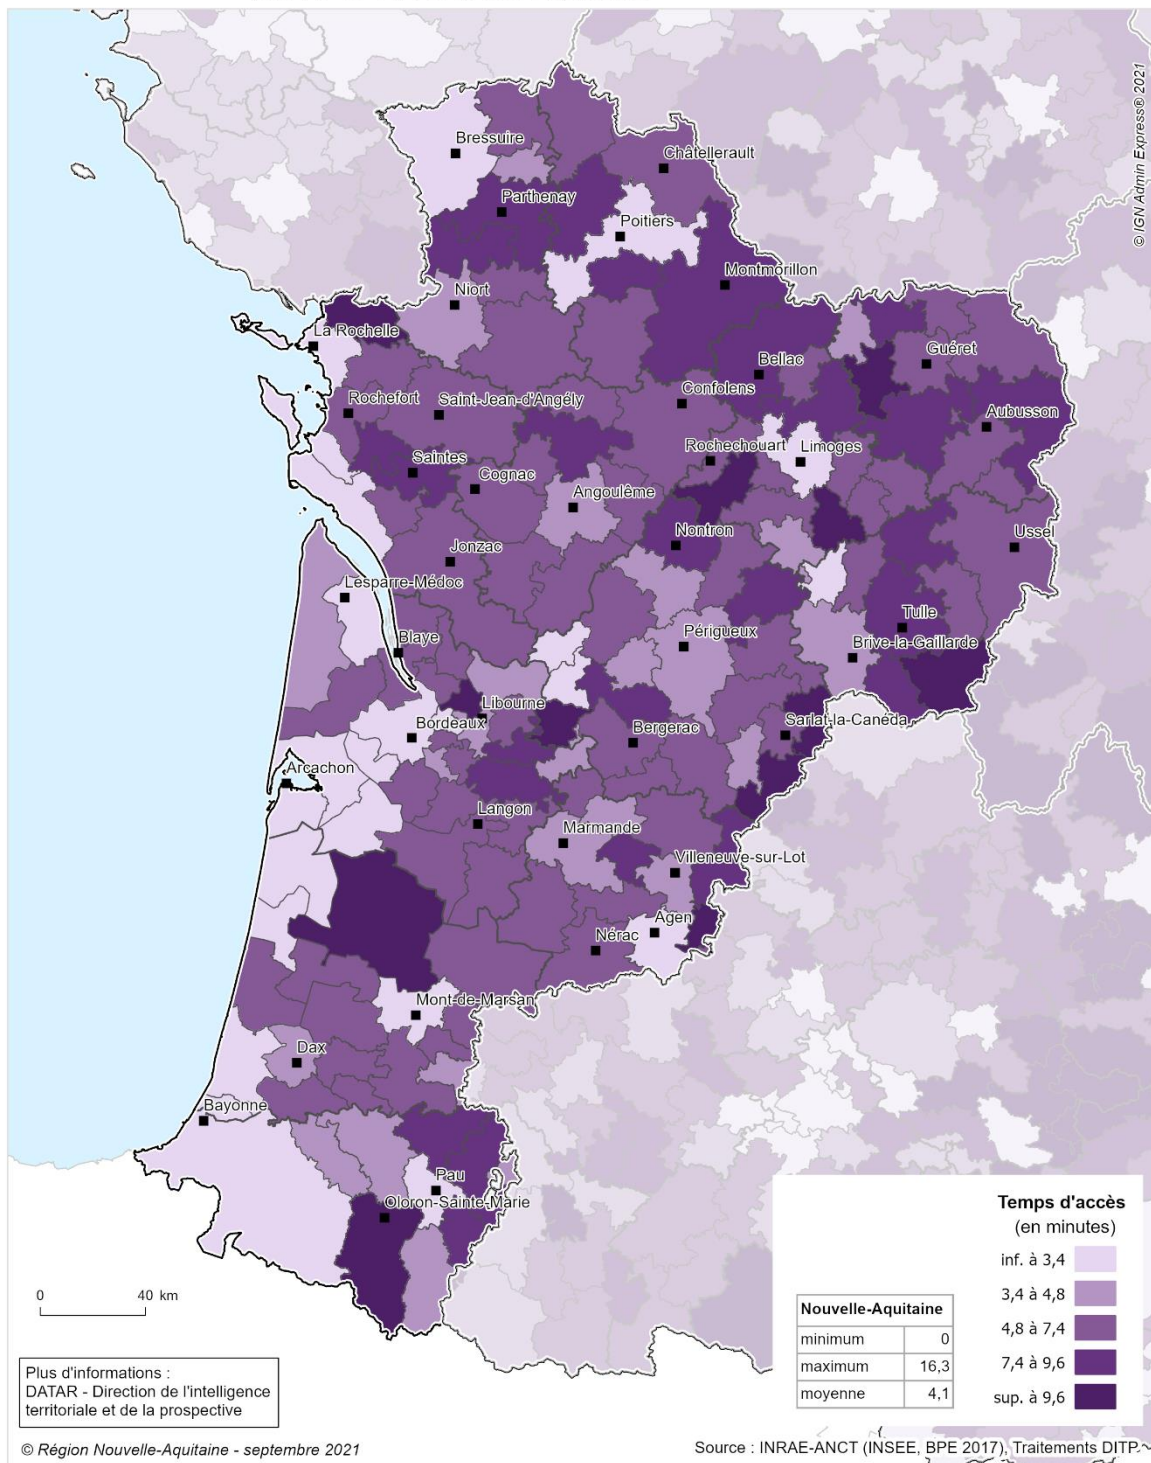 © IGN Admin Express® 2021
Bressuire
Châtellerault
Parthenay
Poitiers
Montmorillon
Niort
La Rochelle
Guéret
Bellac
Confolens
Rochefort
Saint-Jean-d'Angély
Aubusson
Rochechouart
Limoges
Saintes
Cognac
Angoulême
Nontron
Ussel
Jonzac
Lesparre-Médoc
Tulle
Blaye
Périgueux
Brive-la-Gaillarde
Libourne
Bordeaux
Bergerac
Sarlat-la-Canéda
Arcachon
Langon
Marmande
Villeneuve-sur-Lot
Agen
Nérac
Mont-de-Marsan
Dax
Bayonne
Pau
Oloron-Sainte-Marie
0 40 km
Temps d'accès
(en minutes)
inf. à 3,4
3,4 à 4,8
4,8 à 7,4
7,4 à 9,6
sup. à 9,6
Nouvelle-Aquitaine
minimum 0
maximum 16,3
moyenne 4,1
Plus d'informations :
DATAR - Direction de l'intelligence
territoriale et de la prospective
© Région Nouvelle-Aquitaine - septembre 2021
Source : INRAE-ANCT (INSEE, BPE 2017), Traitements DITP